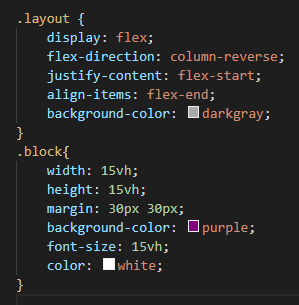 .layout {
    display: flex;
    flex-direction: column-reverse;
    justify-content: flex-start;
    align-items: flex-end;
    background-color: darkgray;
}
.block{
    width: 15vh;
    height: 15vh;
    margin: 30px 30px;
    background-color: purple;
    font-size: 15vh;
    color: white;
}